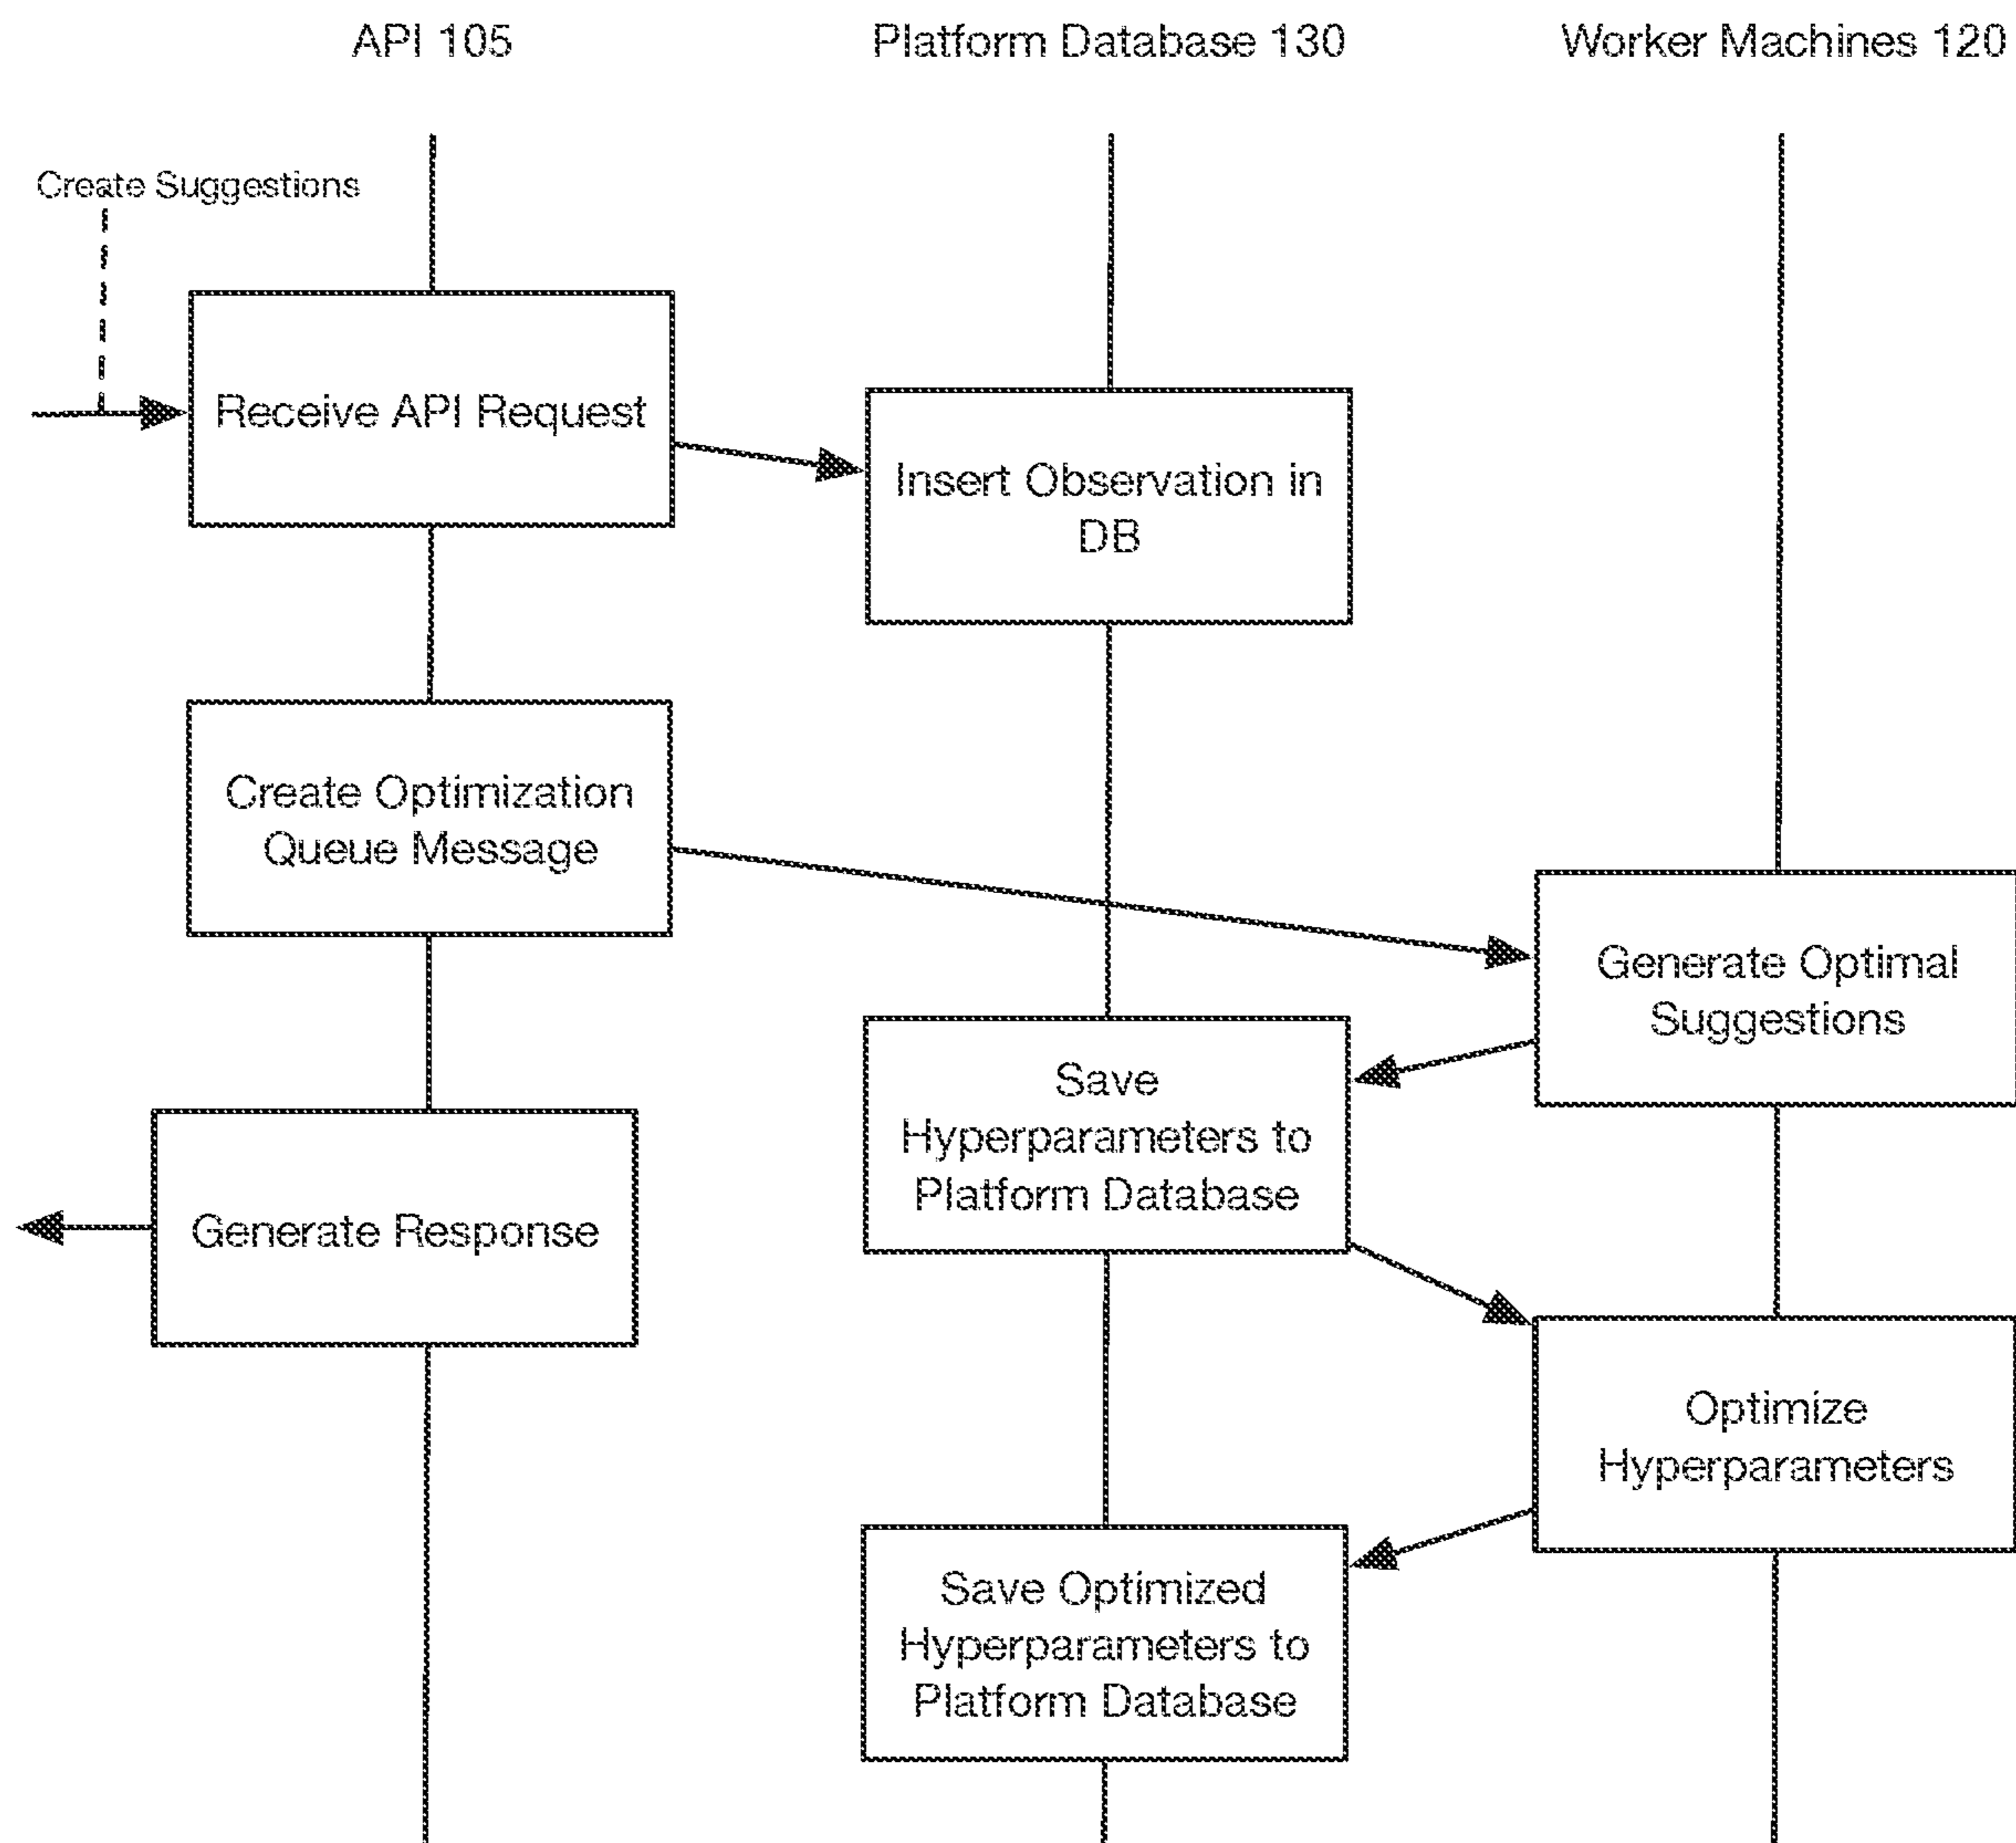 API 105
Platform Database 130
Worker Machines 120
Create Suggestions
Receive API Request
Insert Observation in
DB
Create Optimization
Queue Message
Generate Optimal
Suggestions
Save
Hyperparameters to
Platform Database
Generate Response
Optimize
Hyperparameters
Save Optimized
Hyperparameters to
Platform Database